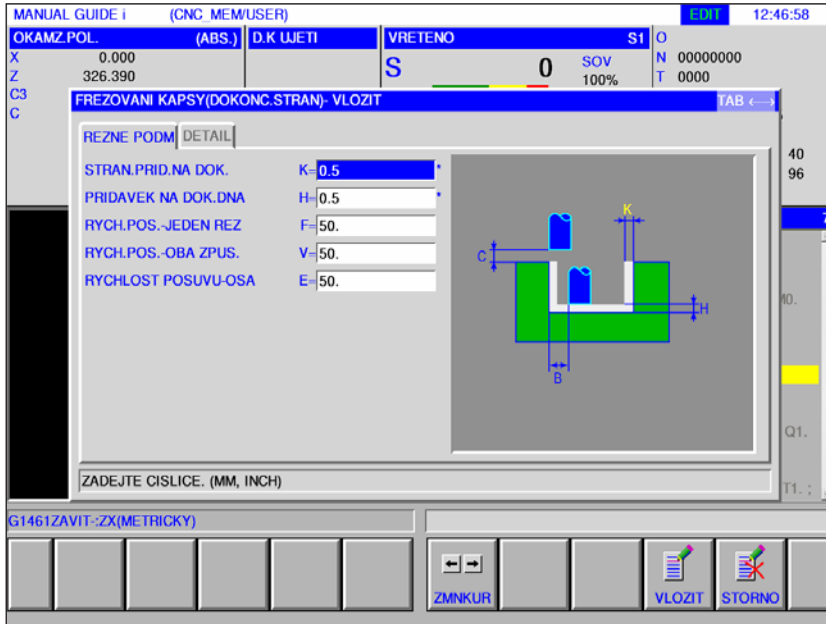 MANUAL GUIDE i (CNC_MEM/USER) EDIT 12:46:58
OKAMZ.POL. (ABS.) D.K UJETI VRETENO S1 O
X 0.000 S 0 SOV N 00000000
Z 326.390 100% T 0000
C3
C
FREZOVANI KAPSY(DOKONC.STRAN)- VLOZIT TAB
REZNE PODM DETAIL
STRAN.PRID.NA DOK. K= 0.5 *
PRIDAVEK NA DOK.DNA H= 0.5 *
RYCH.POS.-JEDEN REZ F= 50.
RYCH.POS.-OBA ZPUS. V= 50.
RYCHLOST POSUVU-OSA E= 50.
K
C
H
B
40
96
M0.
Q1.
T1. ;
ZADEJTE CISLICE. (MM, INCH)
G1461ZAVIT-:ZX(METRICKY)
ZMNKUR VLOZIT STORNO